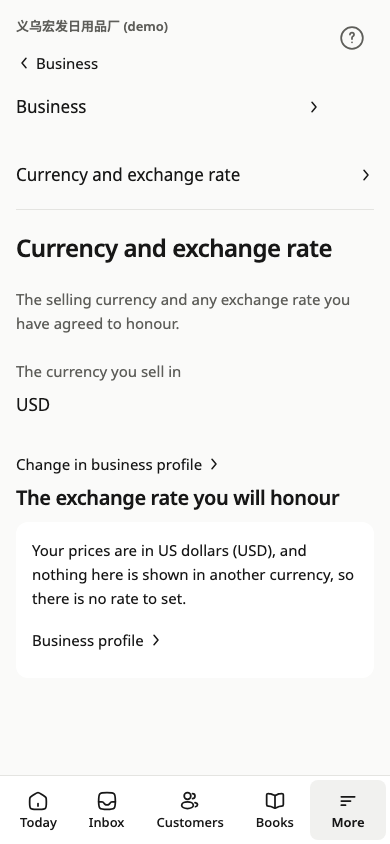 义乌宏发日用品厂 (demo)
Business
Business
Currency and exchange rate
Currency and exchange rate
The selling currency and any exchange rate you
have agreed to honour.
The currency you sell in
USD
Change in business profile
The exchange rate you will honour
Your prices are in US dollars (USD), and
nothing here is shown in another currency, so
there is no rate to set.
Business profile
Today
Inbox
Customers
Books
More